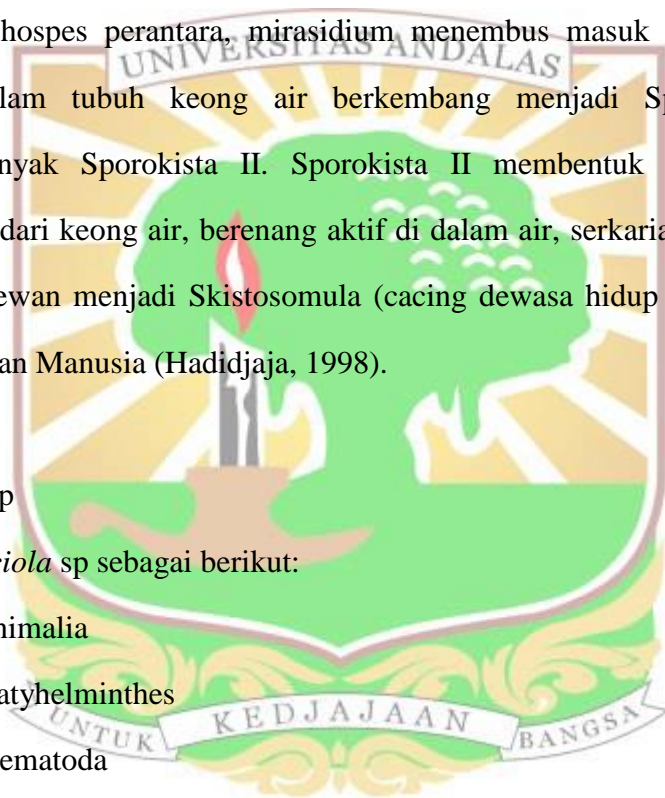 hospes perantara, mirasidium menembus masuk
UNIVERSITAS ANDALAS
lam tubuh keong air berkembang menjadi Sp
nyak Sporokista II. Sporokista II membentuk
dari keong air, berenang aktif di dalam air, serkaria
ewan menjadi Skistosomula (cacing dewasa hidup
an Manusia (Hadidjaja, 1998).
p
iola sp sebagai berikut:
nimalia
atyhelminthes
UNTUK KEDJAJAAN BANGSA
ematoda